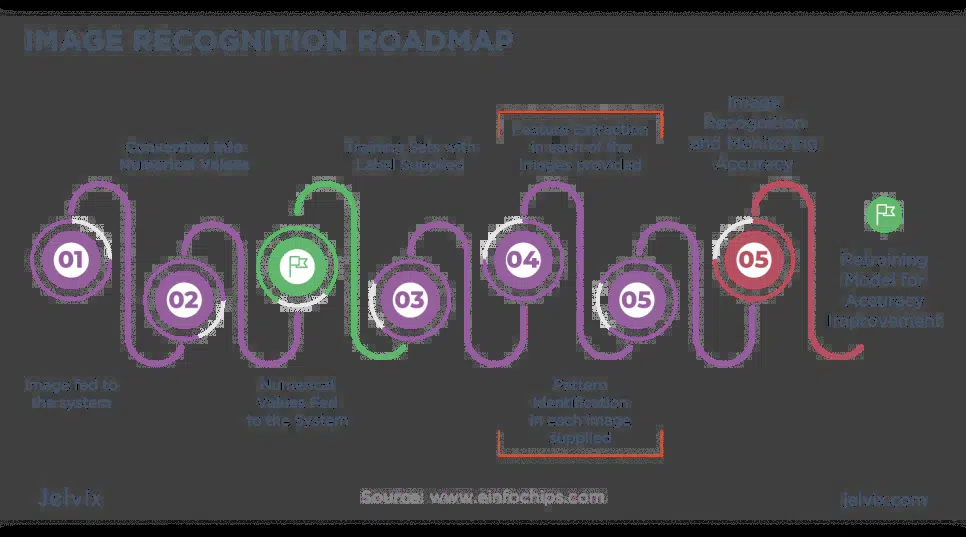 IMAGE RECOGNITION ROADMAP
Conversion into
Numerical Values
Training Sets with
Label Supplied
Feature Extraction
in each of the
images provided
Image
Recognition
and Monitoring
Accuracy
01
02
03
04
05
05
Retraining
Model for
Accuracy
Improvement
Image fed to
the system
Numerical
Values Fed
to the System
Pattern
Identification
in each image
supplied
Jelvix
Source: www.einfochips.com
jelvix.com